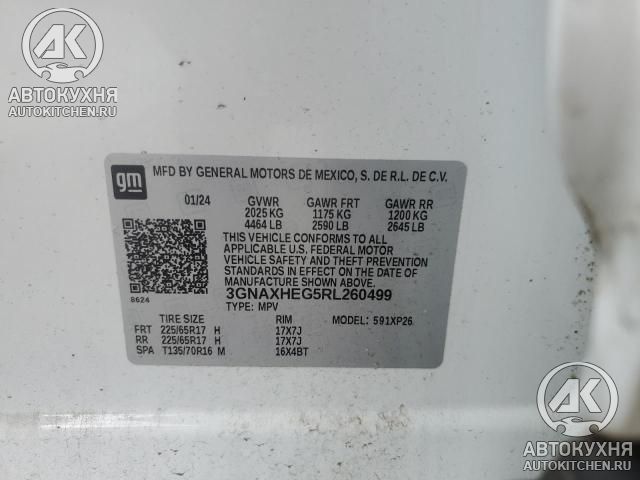 АК
АВТОКУХНЯ
AUTOKITCHEN.RU
gm
MFD BY GENERAL MOTORS DE MEXICO, S. DE R.L. DE C.V.
01/24 GVWR GAWR FRT GAWR RR
2025 KG 1175 KG 1200 KG
4464 LB 2590 LB 2645 LB
THIS VEHICLE CONFORMS TO ALL
APPLICABLE U.S. FEDERAL MOTOR
VEHICLE SAFETY AND THEFT PREVENTION
STANDARDS IN EFFECT ON THE DATE OF
MANUFACTURE SHOWN ABOVE.
8624
3GNAXHEG5RL260499
TYPE: MPV
TIRE SIZE RIM MODEL: 591XP26
FRT 225/65R17 H 17X7J
RR 225/65R17 H 17X7J
SPA T135/70R16 M 16X4BT
АК
АВТОКУХНЯ
AUTOKITCHEN.RU